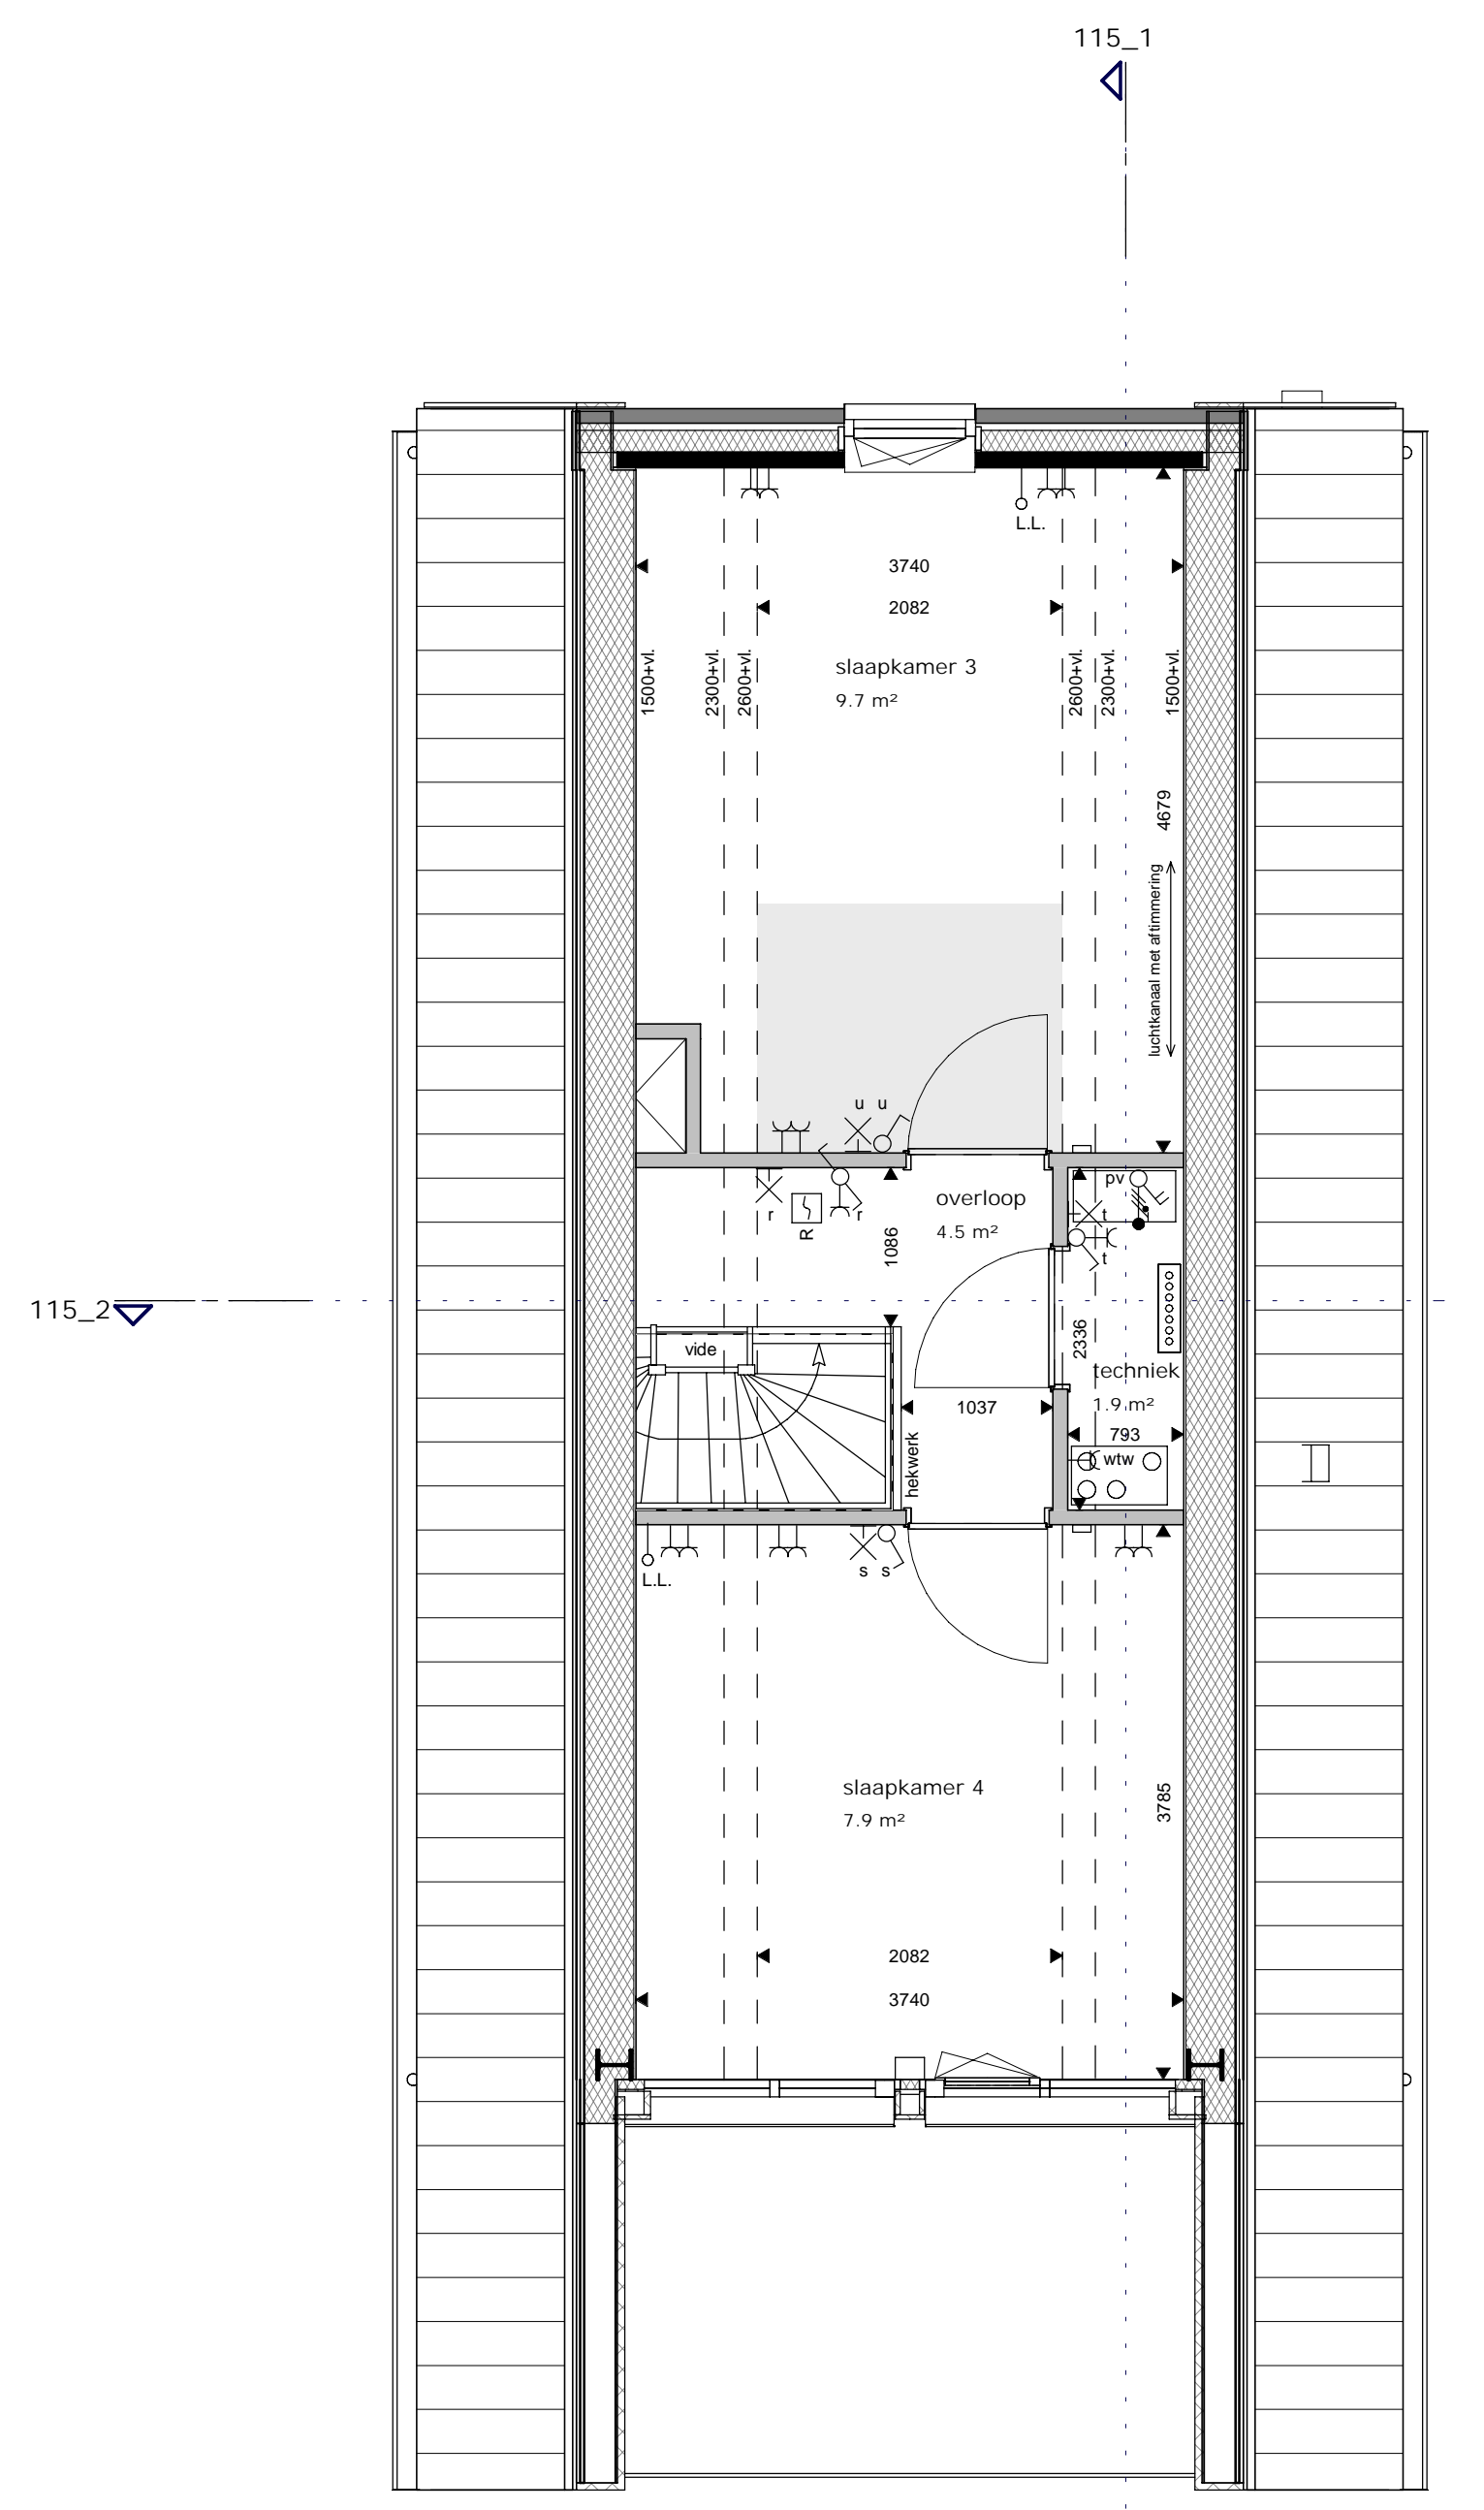 115_1
L.L.
3740
2082
1500+vl.
2300+vl.
2600+vl.
2600+vl.
2300+vl.
1500+vl.
slaapkamer 3
9.7 m²
4679
luchtkanaal met aftimmering
u u
r
R
r
overloop
4.5 m²
1086
pv
t
t
115_2
vide
2336
techniek
1.9 m²
1037
793
hekwerk
wtw
L.L.
s s
slaapkamer 4
7.9 m²
3785
2082
3740